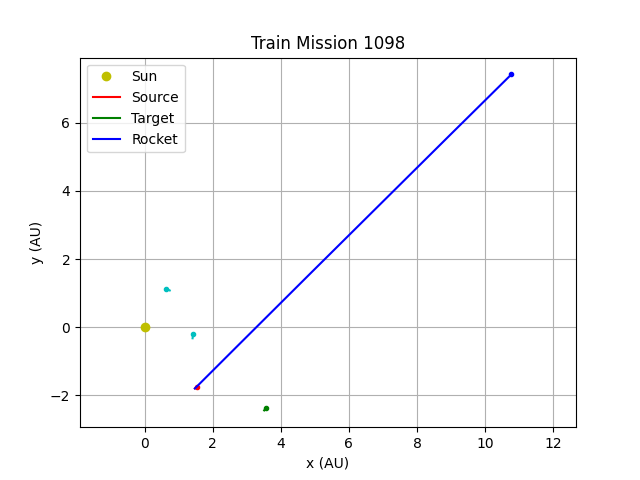 Train Mission 1098
Sun
Source
Target
Rocket
y (AU)
6
4
2
0
−2
0
2
4
6
8
10
12
x (AU)